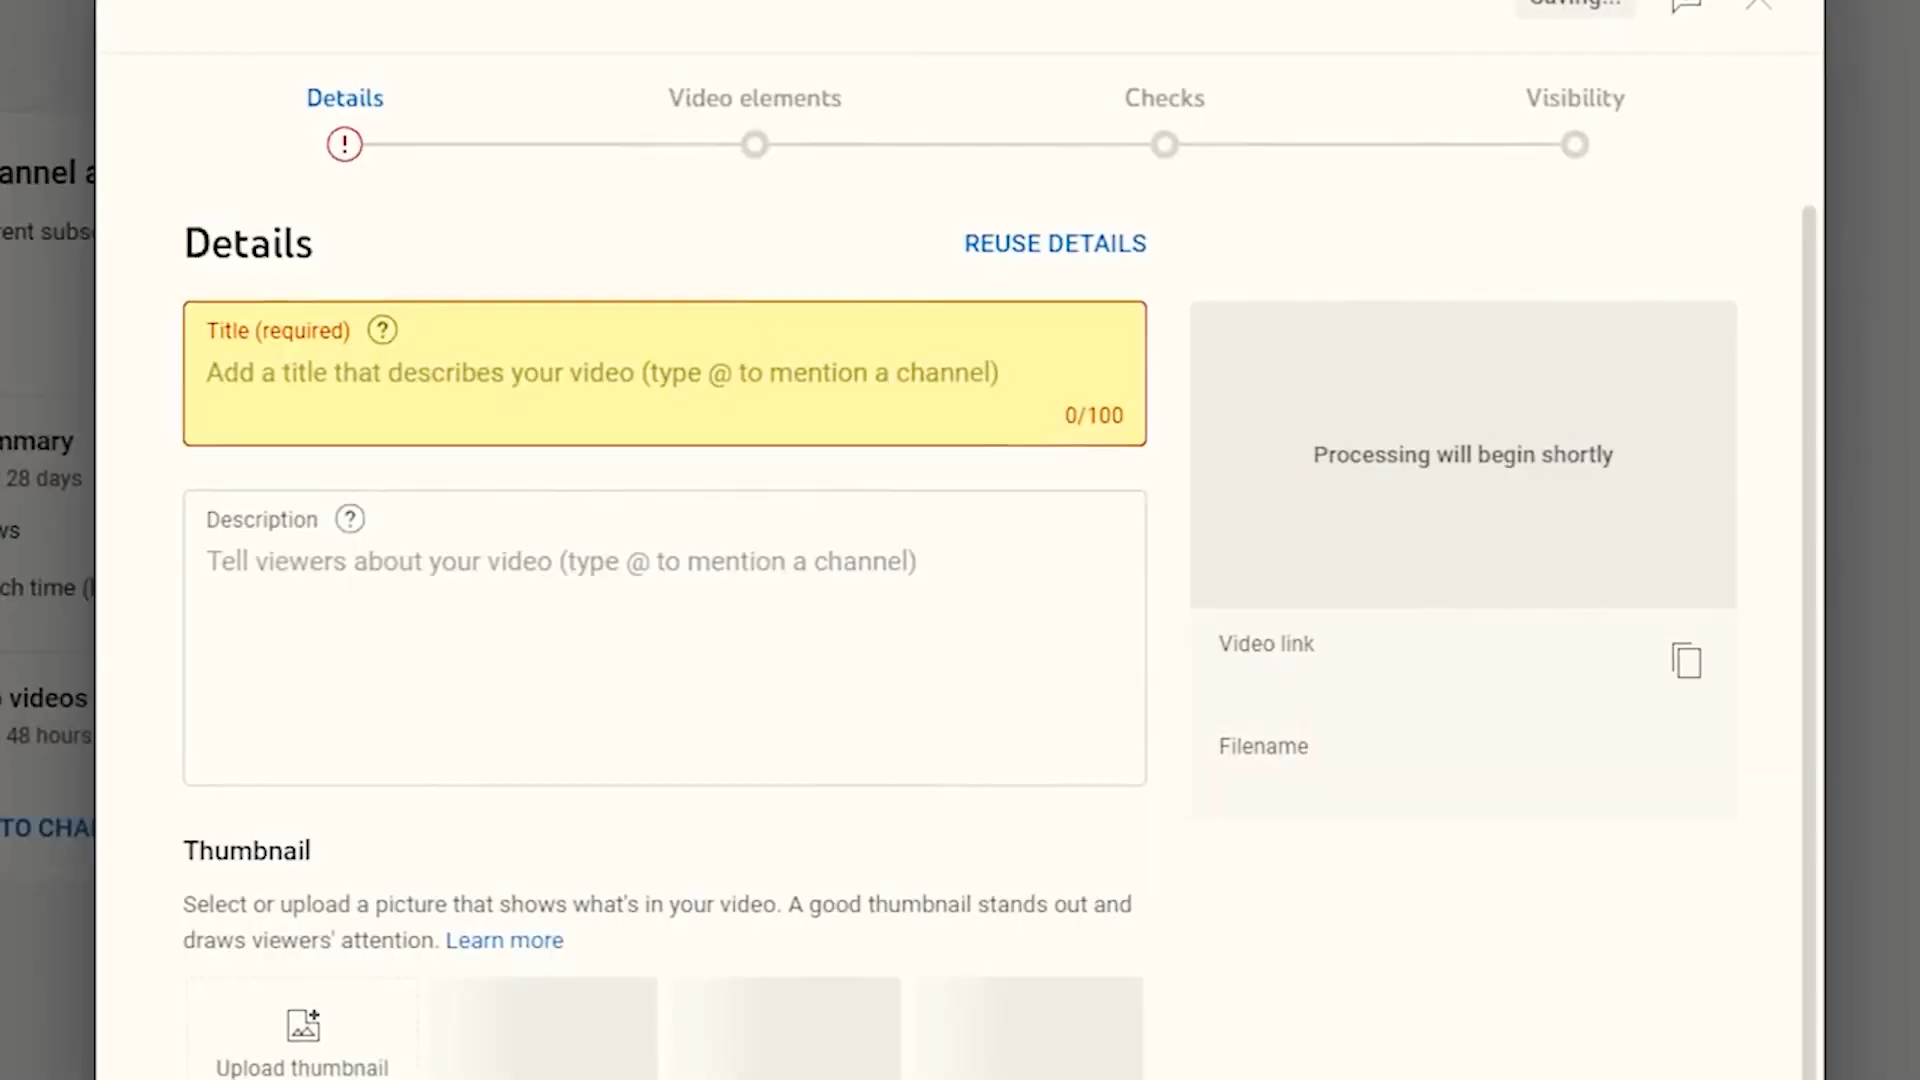 Saving...
Details
Video elements
Checks
Visibility
!
Details
REUSE DETAILS
Title (required) ?
Add a title that describes your video (type @ to mention a channel)
0/100
Description ?
Tell viewers about your video (type @ to mention a channel)
Processing will begin shortly
Video link
Filename
Thumbnail
Select or upload a picture that shows what's in your video. A good thumbnail stands out and
draws viewers' attention. Learn more
Upload thumbnail
annel a
rent subs
mmary
28 days
ws
ch time (
videos
48 hours
TO CHA